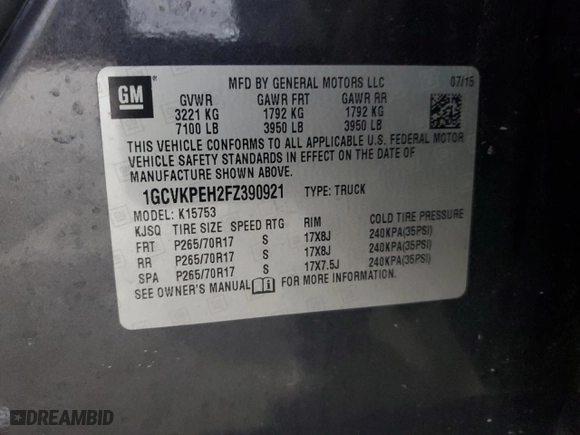 GM
MFD BY GENERAL MOTORS LLC 07/15
GVWR GAWR FRT GAWR RR
3221 KG 1792 KG 1792 KG
7100 LB 3950 LB 3950 LB
THIS VEHICLE CONFORMS TO ALL APPLICABLE U.S. FEDERAL MOTOR
VEHICLE SAFETY STANDARDS IN EFFECT ON THE DATE OF
MANUFACTURE SHOWN ABOVE.
1GCVKPEH2FZ390921 TYPE: TRUCK
MODEL: K15753
KJSQ TIRE SIZE SPEED RTG RIM COLD TIRE PRESSURE
FRT P265/70R17 S 17X8J 240KPA(35PSI)
RR P265/70R17 S 17X8J 240KPA(35PSI)
SPA P265/70R17 S 17X7.5J 240KPA(35PSI)
SEE OWNER'S MANUAL FOR MORE INFORMATION.
DREAMBID